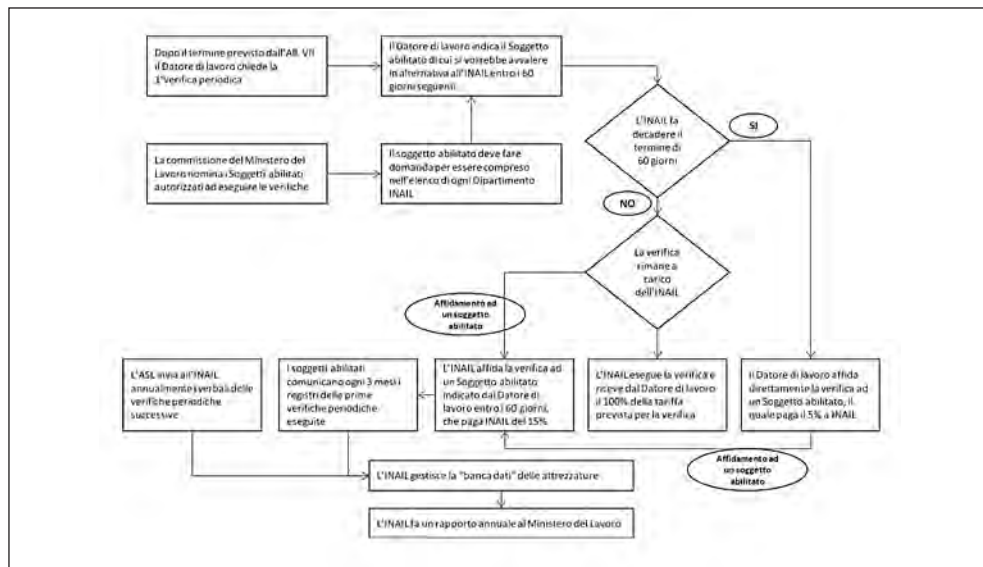 Dopo il termine previsto dall'All. VII
il Datore di lavoro chiede la
1°Verifica periodica
Il Datore di lavoro indica il Soggetto
abilitato di cui si vorrebbe avvalere
in alternativa all'INAIL entro i 60
giorni seguenti
L'INAIL fa
decadere il
termine di
60 giorni
SI
La commissione del Ministero del
Lavoro nomina i Soggetti abilitati
autorizzati ad eseguire le verifiche
Il soggetto abilitato deve fare
domanda per essere compreso
nell'elenco di ogni Dipartimento
INAIL
NO
La verifica
rimane a
carico
dell'INAIL
Affidamento ad
un soggetto
abilitato
L'ASL invia all'INAIL
annualmente i verbali delle
verifiche periodiche
successive
I soggetti abilitati
comunicano ogni 3 mesi i
registri delle prime
verifiche periodiche
eseguite
L'INAIL affida la verifica ad
un Soggetto abilitato
indicato dal Datore di
lavoro entro i 60 giorni,
che paga INAIL del 15%
L'INAIL esegue la verifica e
riceve dal Datore di lavoro
il 100% della tariffa
prevista per la verifica
Il Datore di lavoro affida
direttamente la verifica ad
un Soggetto abilitato, il
quale paga il 5% a INAIL
Affidamento ad
un soggetto
abilitato
L'INAIL gestisce la "banca dati" delle attrezzature
L'INAIL fa un rapporto annuale al Ministero del Lavoro